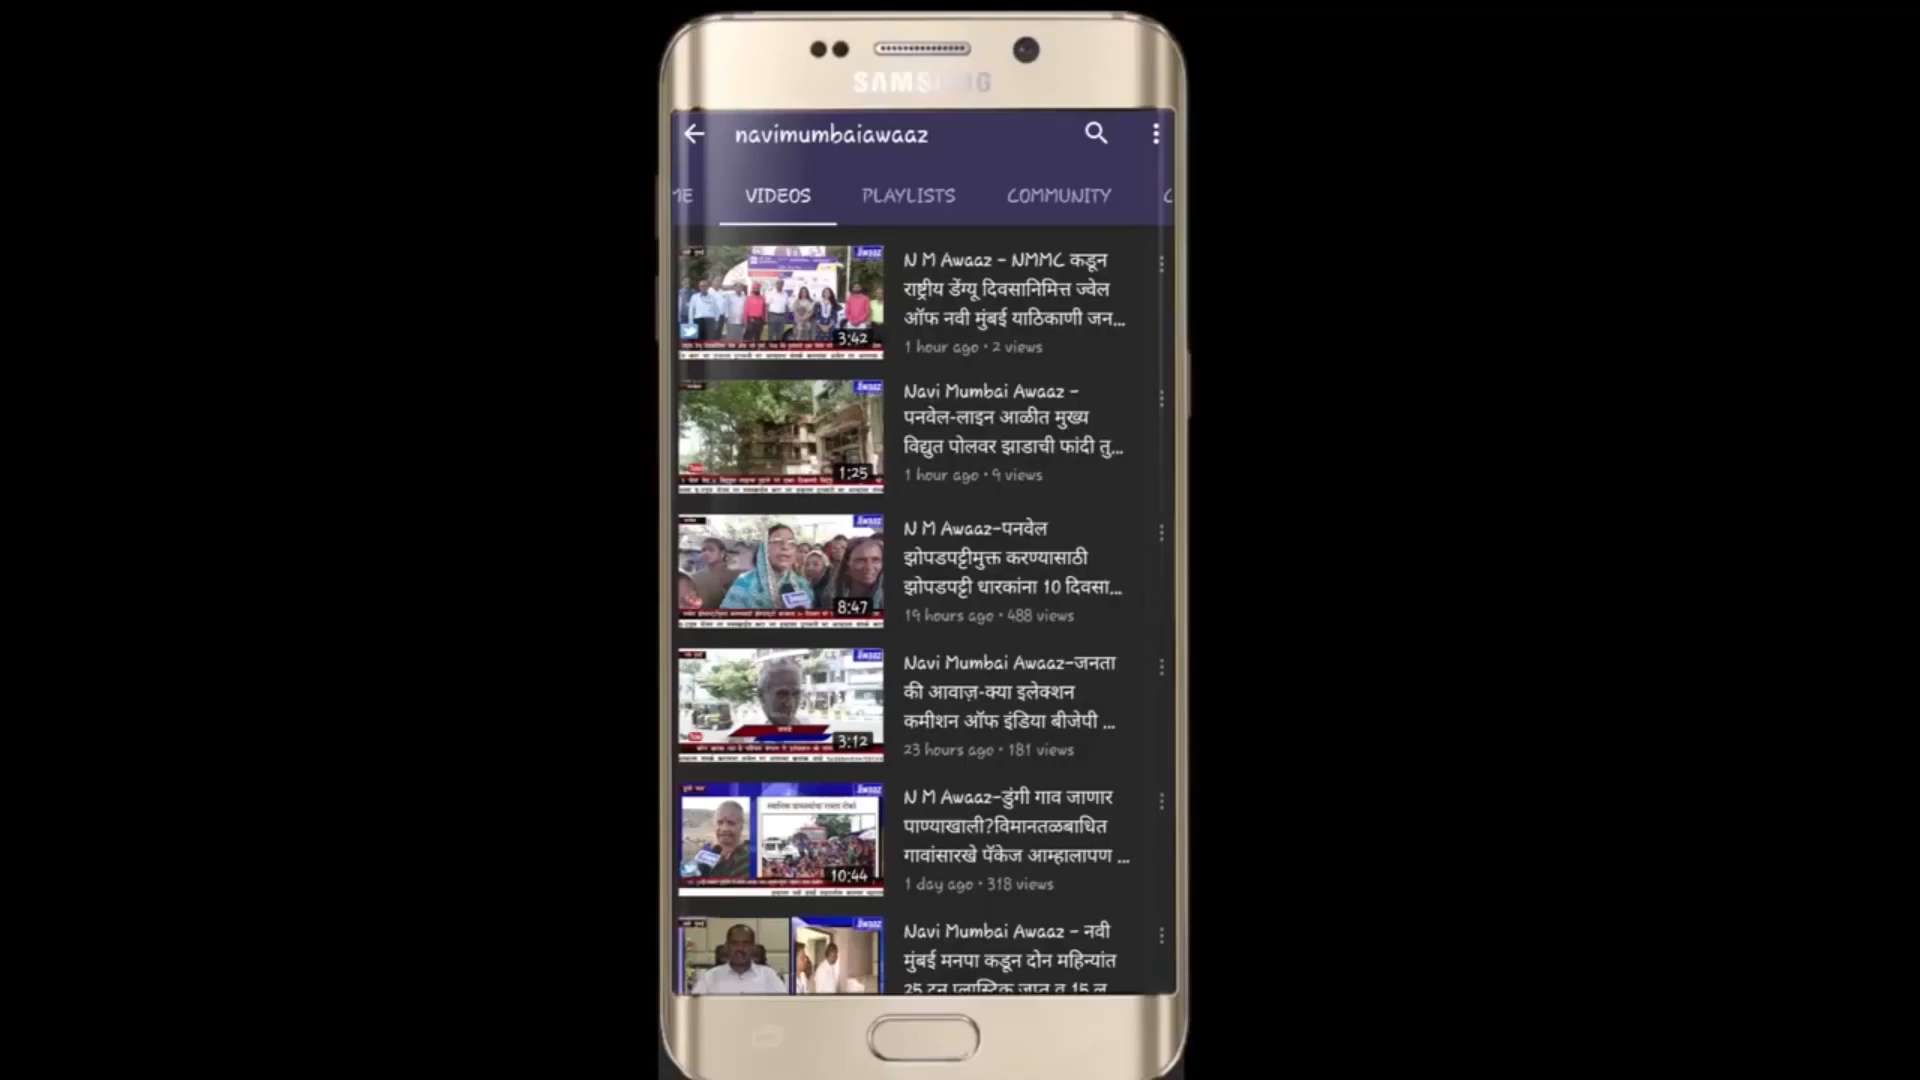 SAMSUNG
navimumbaiawaaz
VIDEOS
PLAYLISTS
COMMUNITY
N M Awaaz - NMMC कडून
राष्ट्रीय डेंग्यू दिवसानिमित्त ज्वेल
ऑफ नवी मुंबई याठिकाणी जन...
3:42
1 hour ago • 2 views
Navi Mumbai Awaaz -
पनवेल-लाइन आळीत मुख्य
विद्युत पोलवर झाडाची फांदी तु...
1:25
1 hour ago • 9 views
N M Awaaz-पनवेल
झोपडपट्टीमुक्त करण्यासाठी
झोपडपट्टी धारकांना 10 दिवसा...
8:47
19 hours ago • 488 views
Navi Mumbai Awaaz-जनता
की आवाज़-क्या इलेक्शन
कमीशन ऑफ इंडिया बीजेपी ...
3:12
23 hours ago • 181 views
N M Awaaz-डुंगी गाव जाणार
पाण्याखाली?विमानतळबाधित
गावांसारखे पॅकेज आम्हालापण ...
10:44
1 day ago • 318 views
Navi Mumbai Awaaz - नवी
मुंबई मनपा कडून दोन महिन्यांत
25 टन प्लास्टिक जप्त व 15 ल